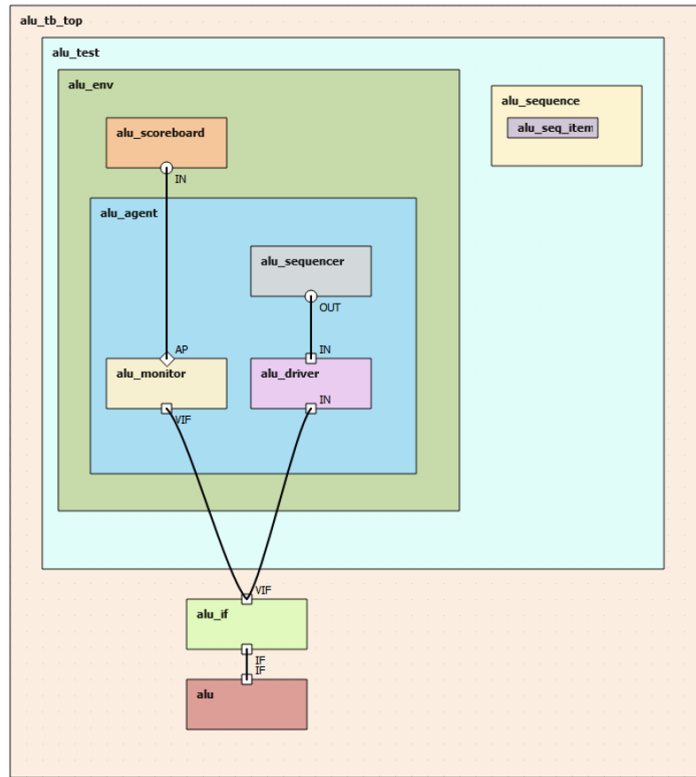 alu_tb_top
alu_test
alu_env
alu_sequence
alu_seq_item
alu_scoreboard
IN
alu_agent
alu_sequencer
OUT
AP
IN
alu_monitor
alu_driver
VIF
IN
VIF
alu_if
IF
IF
alu